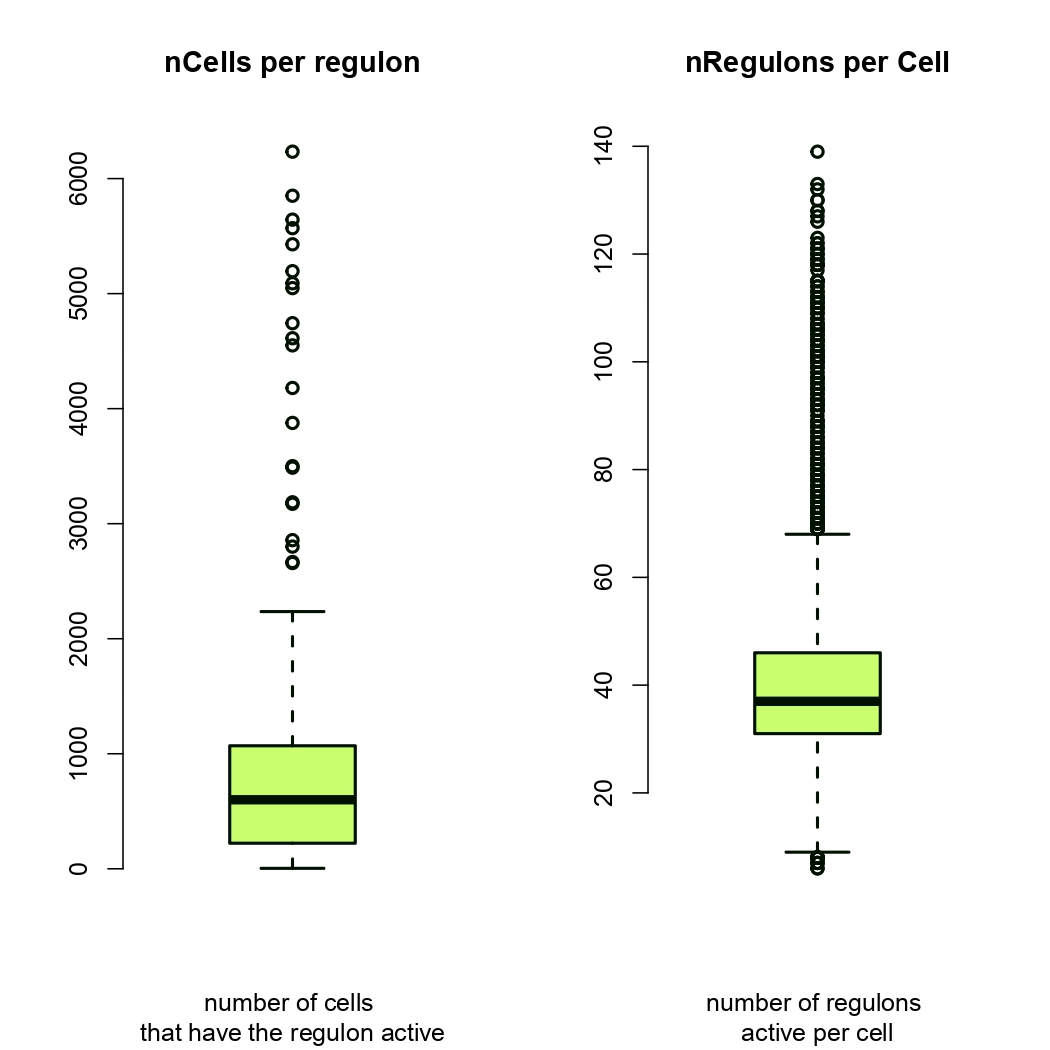 nCells per regulon
6000
5000
4000
3000
2000
1000
0
number of cells
that have the regulon active
nRegulons per Cell
140
120
100
80
60
40
20
number of regulons
active per cell